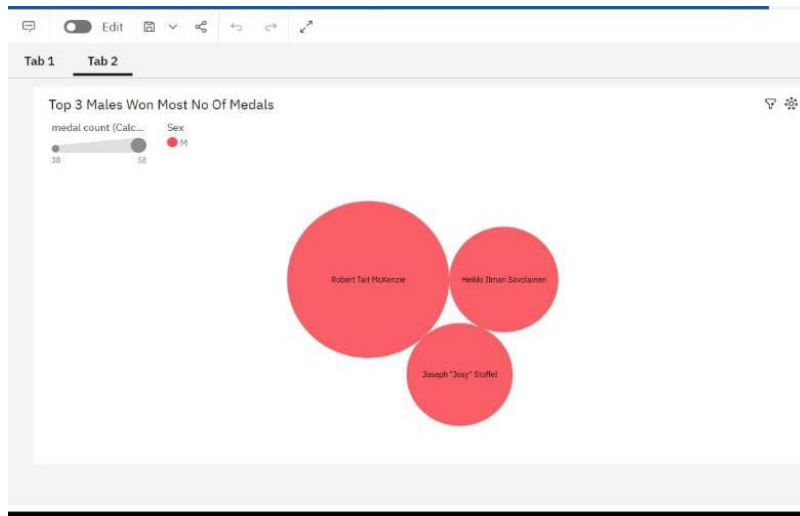 Edit
Tab 1 Tab 2
Top 3 Males Won Most No Of Medals
medal count (Calc... Sex
M
38 58
Robert Tait McKenzie
Heikki Ilmari Savolainen
Joseph "Josy" Stoffel